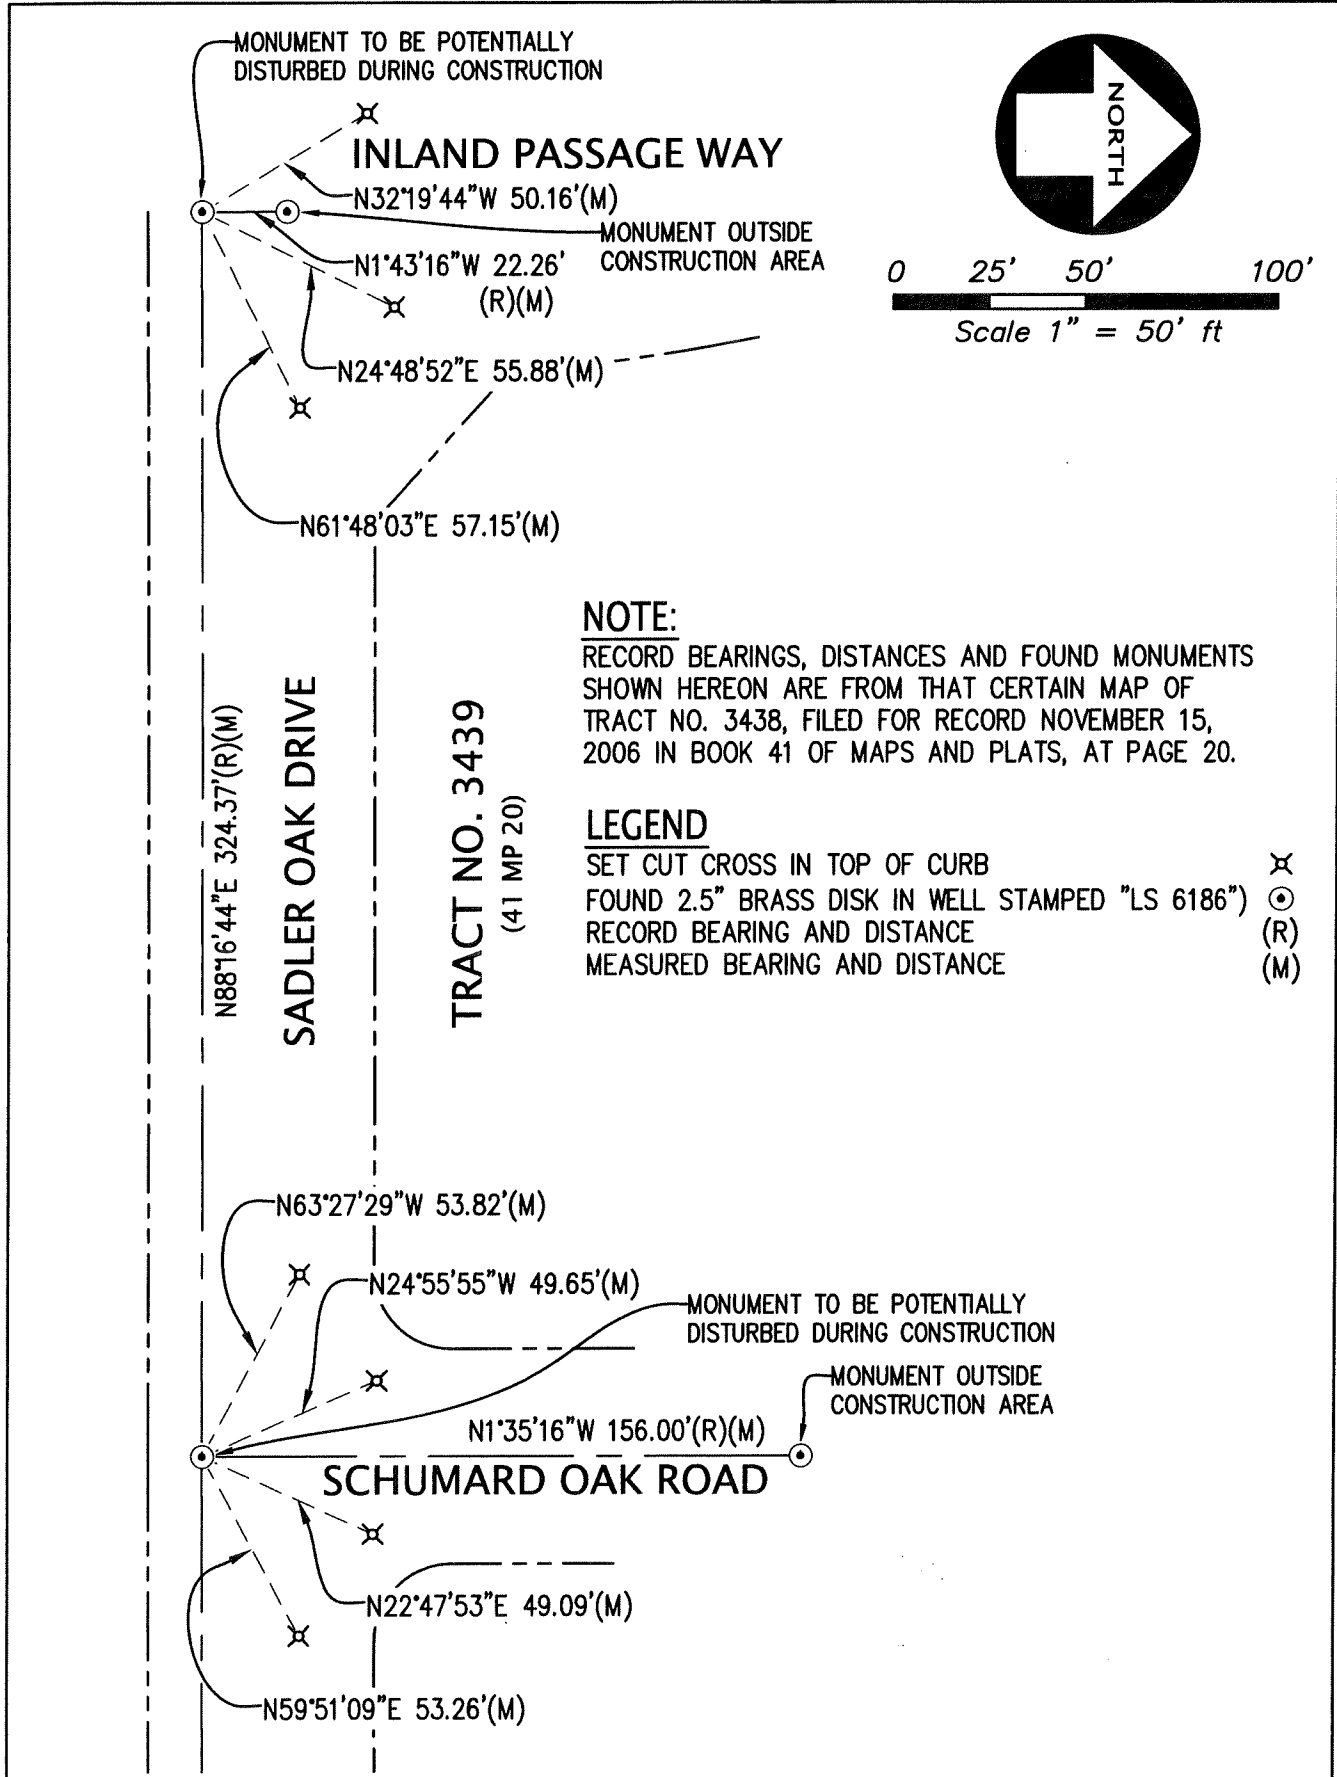 MONUMENT TO BE POTENTIALLY
DISTURBED DURING CONSTRUCTION
INLAND PASSAGE WAY
N32°19'44"W 50.16'(M)
MONUMENT OUTSIDE
CONSTRUCTION AREA
N1°43'16"W 22.26'
(R)(M)
N24°48'52"E 55.88'(M)
N61°48'03"E 57.15'(M)
NORTH
0 25' 50' 100'
Scale 1" = 50' ft
NOTE:
RECORD BEARINGS, DISTANCES AND FOUND MONUMENTS
SHOWN HEREON ARE FROM THAT CERTAIN MAP OF
TRACT NO. 3438, FILED FOR RECORD NOVEMBER 15,
2006 IN BOOK 41 OF MAPS AND PLATS, AT PAGE 20.
N88°16'44"E 324.37'(R)(M)
SADLER OAK DRIVE
TRACT NO. 3439
(41 MP 20)
LEGEND
SET CUT CROSS IN TOP OF CURB
FOUND 2.5" BRASS DISK IN WELL STAMPED "LS 6186")
RECORD BEARING AND DISTANCE (R)
MEASURED BEARING AND DISTANCE (M)
N63°27'29"W 53.82'(M)
N24°55'55"W 49.65'(M)
MONUMENT TO BE POTENTIALLY
DISTURBED DURING CONSTRUCTION
MONUMENT OUTSIDE
CONSTRUCTION AREA
N1°35'16"W 156.00'(R)(M)
SCHUMARD OAK ROAD
N22°47'53"E 49.09'(M)
N59°51'09"E 53.26'(M)